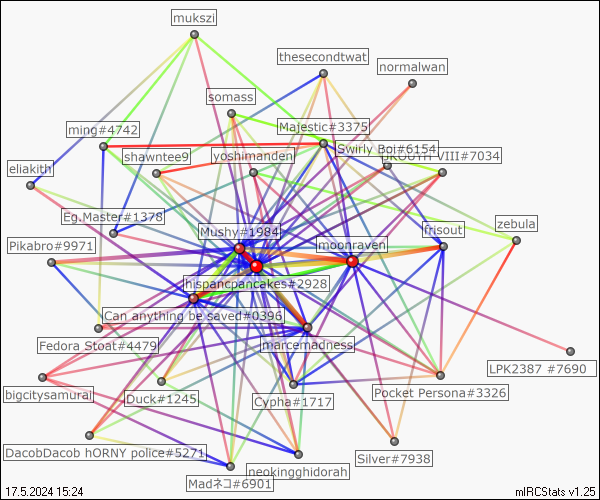 mukszi
thesecondtwat
normalwan
somass
ming#4742
Majestic#3375
shawntee9
yoshimanden
Swirly Boi#6154
VIII#7034
eliakith
Eg.Master#1378
Mushy#1984
frisout
zebula
Pikabro#9971
moonraven
hispancpancakes#2928
Can anything be saved#0396
Fedora Stoat#4479
marcemadness
LPK2387 #7690
bigcitysamurai
Duck#1245
Cypha#1717
Pocket Persona#3326
DacobDacob hORNY police#5271
neokingghidorah
Silver#7938
Madネコ#6901
17.5.2024 15:24
mIRCStats v1.25